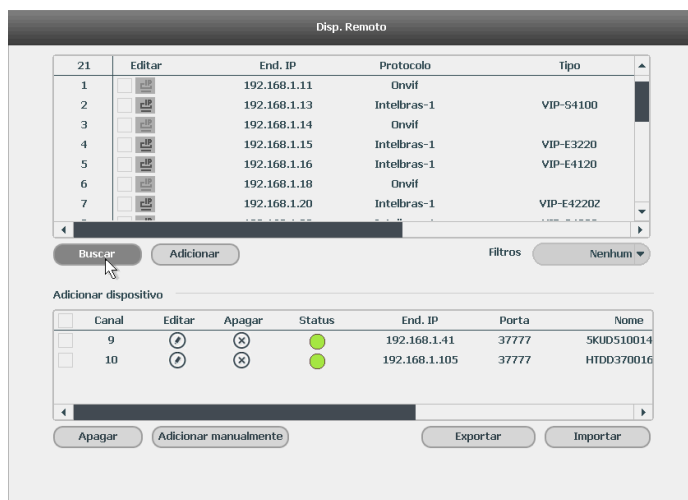 Disp. Remoto
21 Editar End. IP Protocolo Tipo
1 192.168.1.11 Onvif
2 192.168.1.13 Intelbras-1 VIP-S4100
3 192.168.1.14 Onvif
4 192.168.1.15 Intelbras-1 VIP-E3220
5 192.168.1.16 Intelbras-1 VIP-E4120
6 192.168.1.18 Onvif
7 192.168.1.20 Intelbras-1 VIP-E4220Z
Buscar Adicionar Filtros Nenhum
Adicionar dispositivo
Canal Editar Apagar Status End. IP Porta Nome
9 192.168.1.41 37777 5KUD510014
10 192.168.1.105 37777 HTDD370016
Apagar Adicionar manualmente Exportar Importar